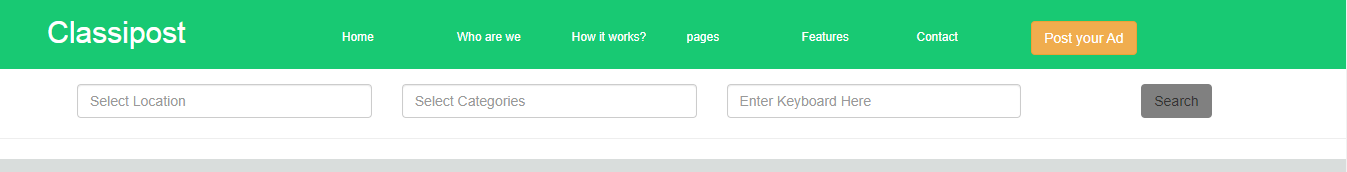 Classipost Home Who are we How it works? pages Features Contact Post your Ad
Select Location Select Categories Enter Keyboard Here Search